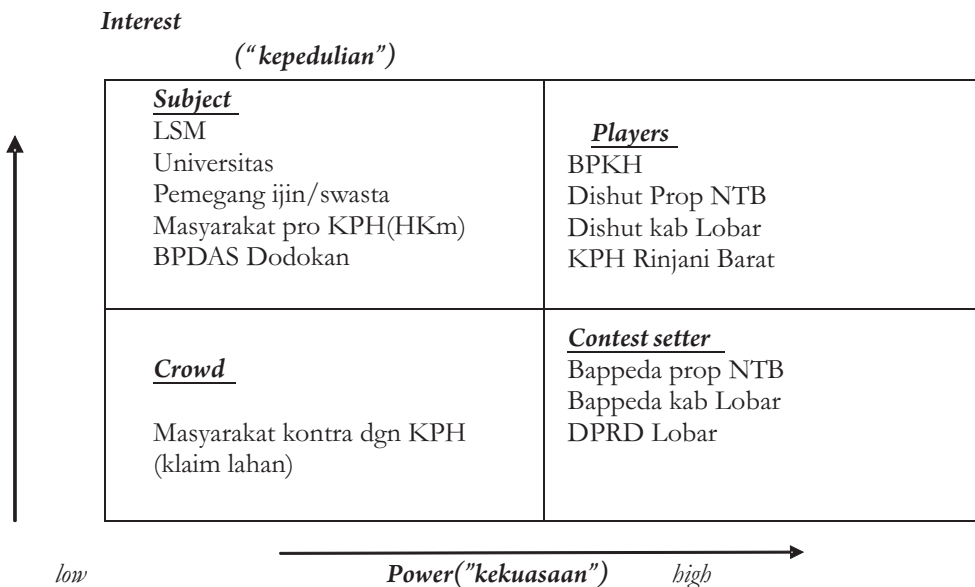 Interest
("kepedulian")
Subject
LSM
Universitas
Pemegang ijin/swasta
Masyarakat pro KPH(HKm)
BPDAS Dodokan
Players
BPKH
Dishut Prop NTB
Dishut kab Lobar
KPH Rinjani Barat
Crowd
Masyarakat kontra dgn KPH
(klaim lahan)
Contest setter
Bappeda prop NTB
Bappeda kab Lobar
DPRD Lobar
low Power("kekuasaan") high